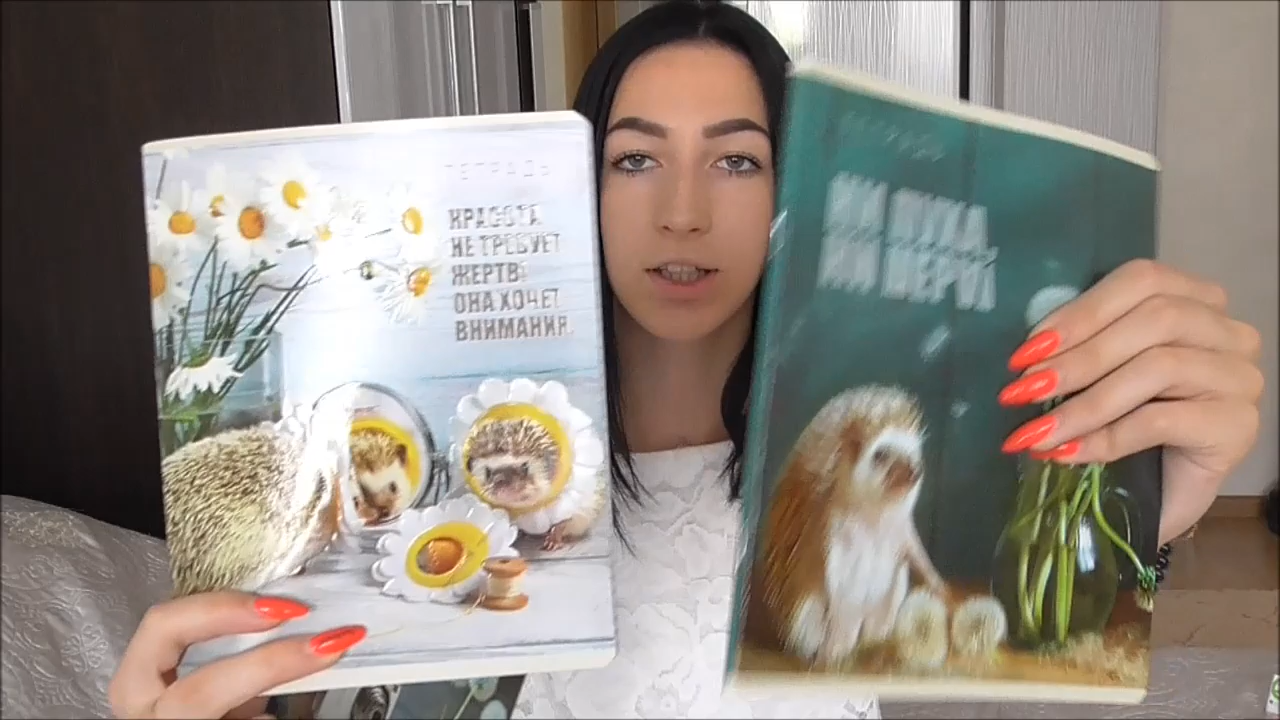 ТЕТРАДЬ
КРАСОТА
НЕ ТРЕБУЕТ
ЖЕРТВ:
ОНА ХОЧЕТ
ВНИМАНИЯ.
НИ ПУХА,
НИ ПЕРА!